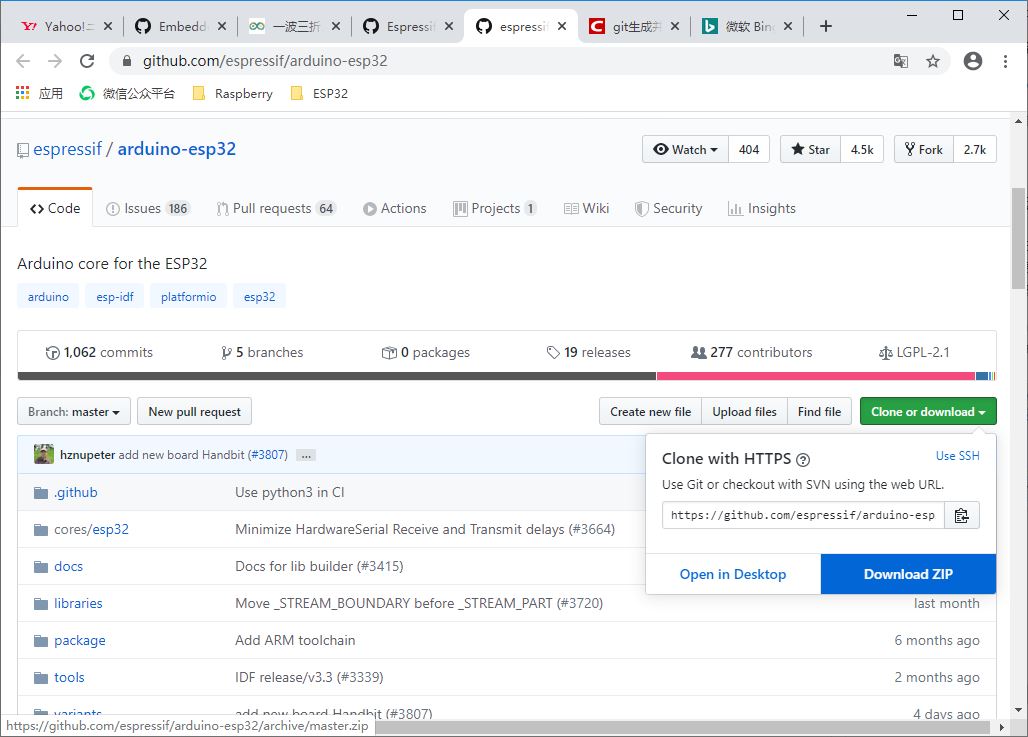 Yahoo!ニ
Embedd
一波三折
Espressif
espressif
git生成并
微软 Bing
github.com/espressif/arduino-esp32
应用 微信公众平台 Raspberry ESP32
espressif / arduino-esp32
Watch 404 Star 4.5k Fork 2.7k
Code Issues 186 Pull requests 64 Actions Projects 1 Wiki Security Insights
Arduino core for the ESP32
arduino esp-idf platformio esp32
1,062 commits 5 branches 0 packages 19 releases 277 contributors LGPL-2.1
Branch: master New pull request Create new file Upload files Find file Clone or download
hznupeter add new board Handbit (#3807) ...
Clone with HTTPS ? Use SSH
Use Git or checkout with SVN using the web URL.
https://github.com/espressif/arduino-esp
Open in Desktop Download ZIP
.github Use python3 in CI
cores/esp32 Minimize HardwareSerial Receive and Transmit delays (#3664)
docs Docs for lib builder (#3415)
libraries Move _STREAM_BOUNDARY before _STREAM_PART (#3720) last month
package Add ARM toolchain 6 months ago
tools IDF release/v3.3 (#3339) 2 months ago
variants add new board Handbit (#3807) 4 days ago
https://github.com/espressif/arduino-esp32/archive/master.zip